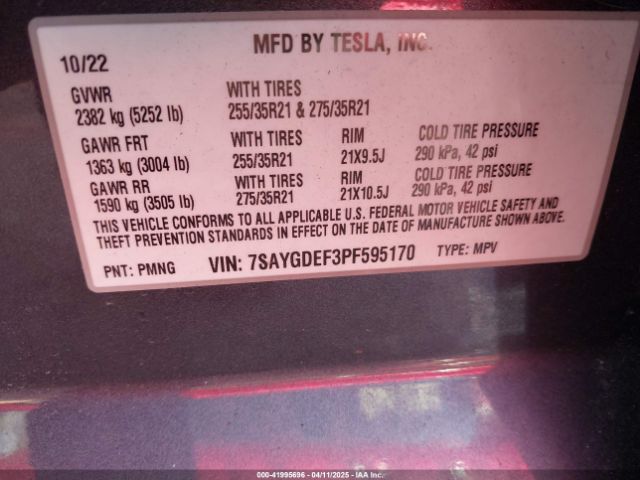 MFD BY TESLA, INC.
10/22
GVWR WITH TIRES
2382 kg (5252 lb) 255/35R21 & 275/35R21
GAWR FRT WITH TIRES RIM COLD TIRE PRESSURE
1363 kg (3004 lb) 255/35R21 21X9.5J 290 kPa, 42 psi
GAWR RR WITH TIRES RIM COLD TIRE PRESSURE
1590 kg (3505 lb) 275/35R21 21X10.5J 290 kPa, 42 psi
THIS VEHICLE CONFORMS TO ALL APPLICABLE U.S. FEDERAL MOTOR VEHICLE SAFETY AND
THEFT PREVENTION STANDARDS IN EFFECT ON THE DATE OF MANUFACTURE SHOWN ABOVE.
PNT: PMNG VIN: 7SAYGDEF3PF595170 TYPE: MPV
000-41995696 - 04/11/2025 - IAA Inc.